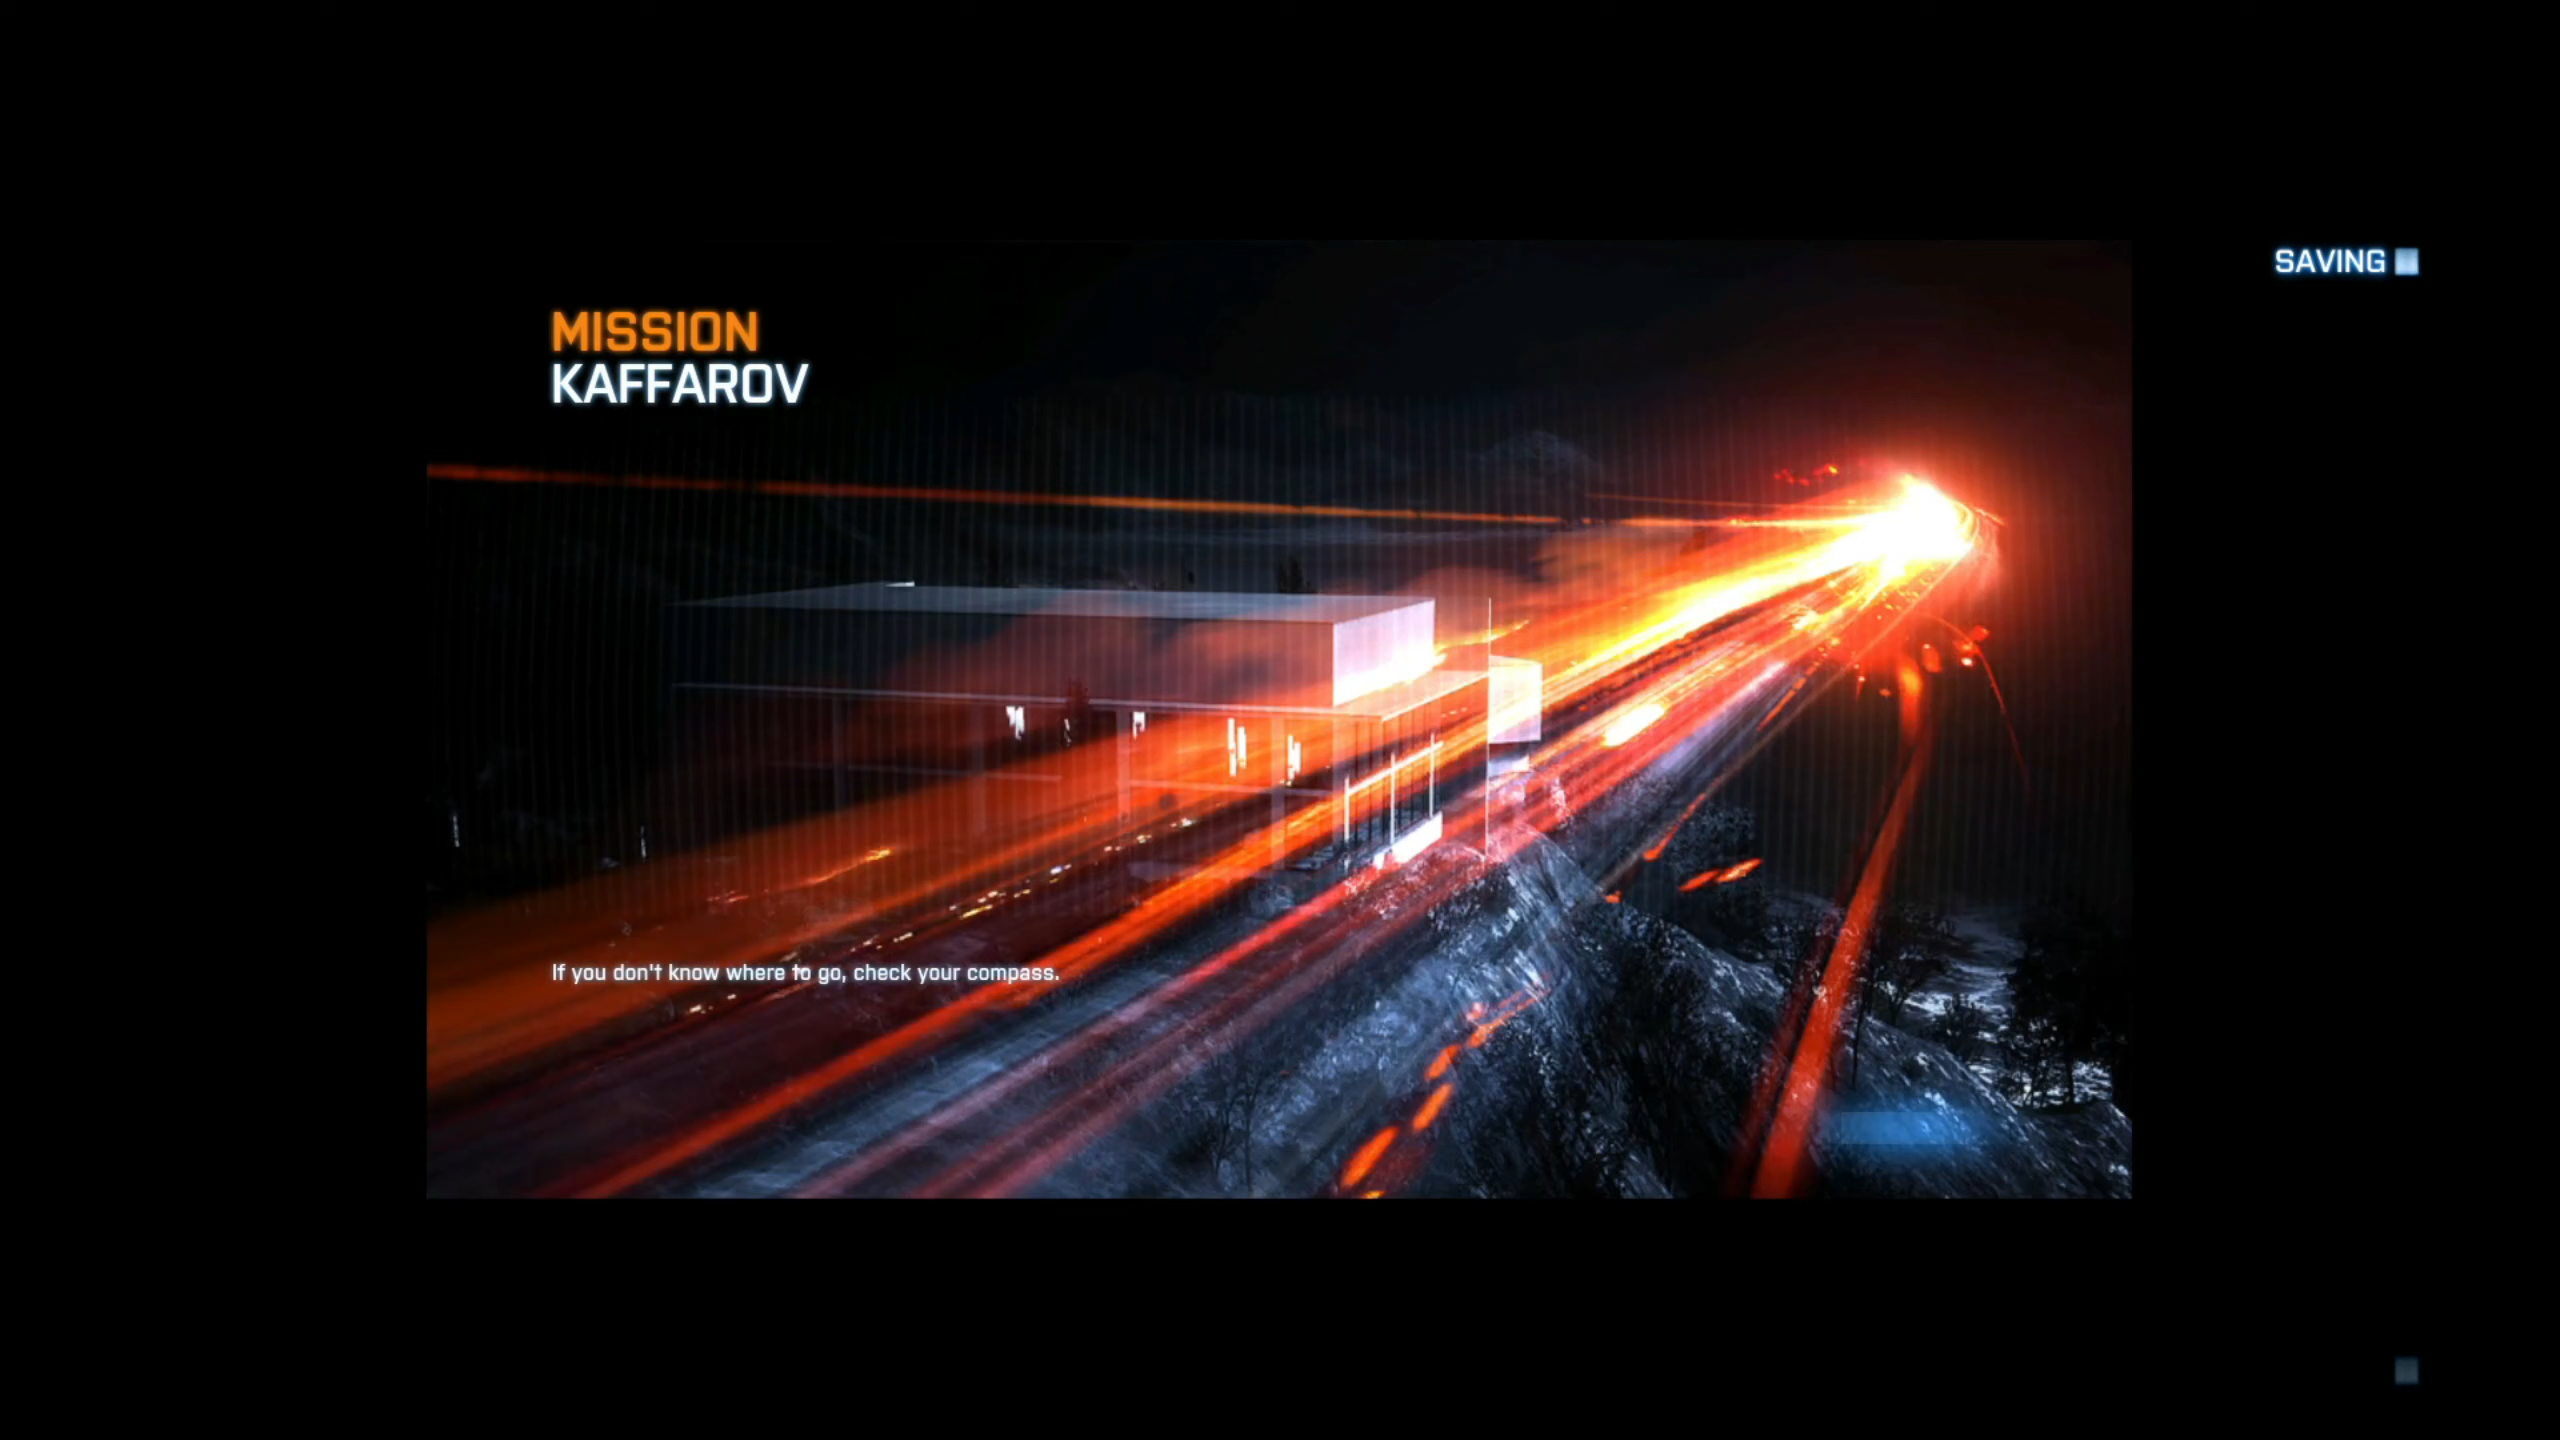 SAVING
MISSION
KAFFAROV
If you don't know where to go, check your compass.